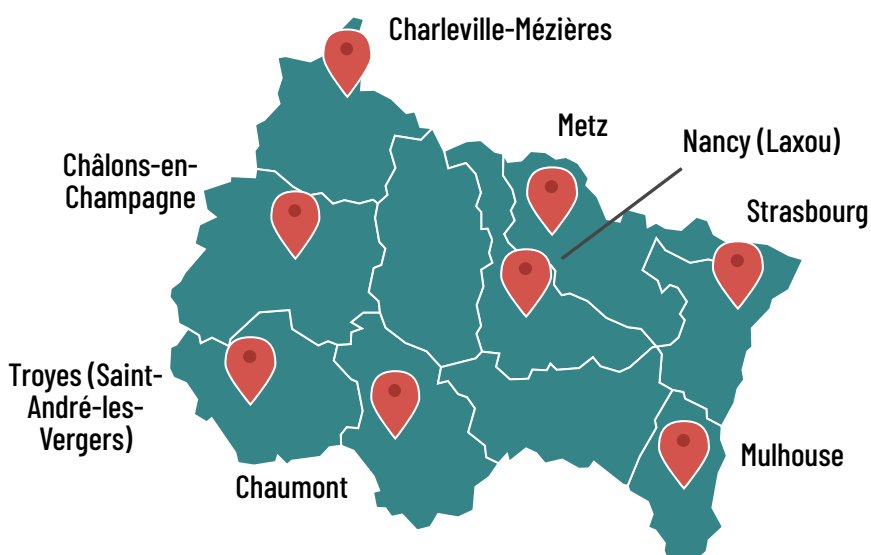 Charleville-Mézières
Metz
Nancy (Laxou)
Châlons-en-
Champagne
Strasbourg
Troyes (Saint-
André-les-
Vergers)
Mulhouse
Chaumont